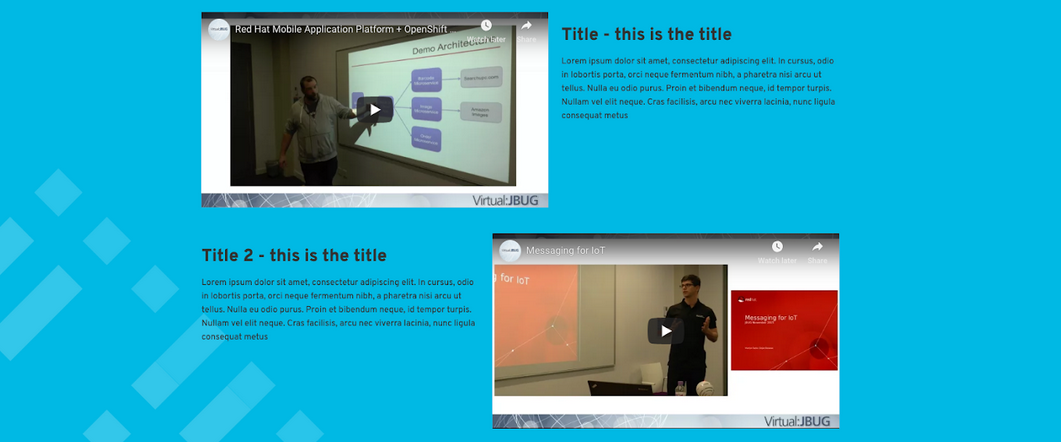 Red Hat Mobile Application Platform + OpenShift
Watch later
Share
Demo Architecture
Virtual:JBUG
Title - this is the title
Lorem ipsum dolor sit amet, consectetur adipiscing elit. In cursus, odio
in lobortis porta, orci neque fermentum nibh, a pharetra nisi arcu ut
tellus. Nulla eu odio purus. Proin et bibendum neque, id tempor turpis.
Nullam vel elit neque. Cras facilisis, arcu nec viverra lacinia, nunc ligula
consequat metus
Title 2 - this is the title
Lorem ipsum dolor sit amet, consectetur adipiscing elit. In cursus, odio
in lobortis porta, orci neque fermentum nibh, a pharetra nisi arcu ut
tellus. Nulla eu odio purus. Proin et bibendum neque, id tempor turpis.
Nullam vel elit neque. Cras facilisis, arcu nec viverra lacinia, nunc ligula
consequat metus
Messaging for IoT
Watch later
Share
g for IoT
Messaging for IoT
Virtual:JBUG